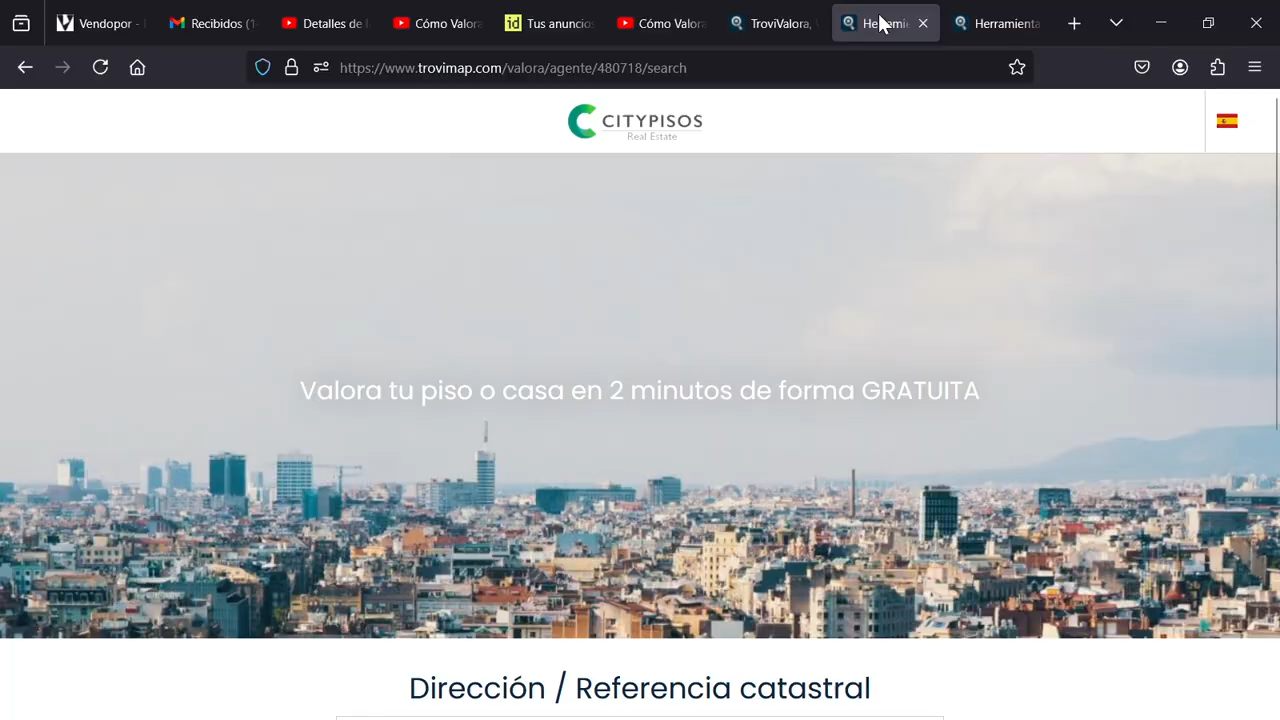 Vendopor -
Recibidos (1
Detalles de l
Cómo Valora
Tus anuncios
Cómo Valora
TroviValora,
Herramienta
https://www.trovimap.com/valora/agente/480718/search
CITYPISOS
Real Estate
Valora tu piso o casa en 2 minutos de forma GRATUITA
Dirección / Referencia catastral